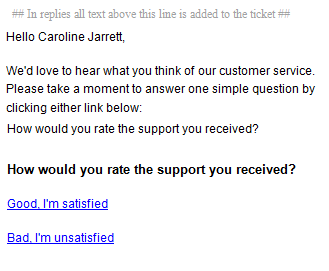 ## In replies all text above this line is added to the ticket ##
Hello Caroline Jarrett,
We'd love to hear what you think of our customer service.
Please take a moment to answer one simple question by
clicking either link below:
How would you rate the support you received?
How would you rate the support you received?
Good, I'm satisfied
Bad, I'm unsatisfied